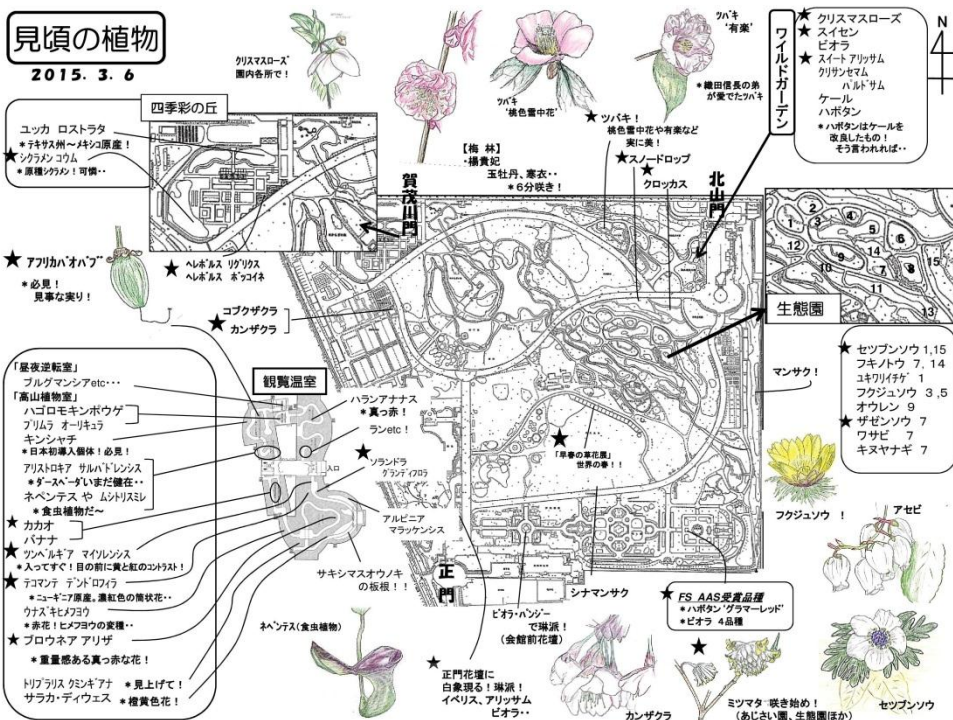 見頃の植物
2015. 3. 6
クリスマスローズ
園内各所で！
ツバキ
'桃色雪中花'
ツバキ
'有楽'
＊織田信長の弟
が愛でたツバキ
ワイルドガーデン
★ クリスマスローズ
★ スイセン
ビオラ
★ スイートアリッサム
クリサンセマム
パルドサム
ケール
ハボタン
＊ハボタンはケールを
改良したもの！
そう言われれば‥
N
4
四季彩の丘
ユッカ ロストラタ
＊テキサス州～メキシコ原産！
★ シクラメン コウム
＊原種シクラメン！可憐‥
【梅 林】
・楊貴妃
玉牡丹、寒衣‥
＊6分咲き！
★ ツバキ！
桃色雪中花や有楽など
実に美！
★スノードロップ
★
クロッカス
賀茂川門
北山門
★ アフリカバオバブ
＊必見！
見事な実り！
★ ヘレボルス リグリクス
ヘレボルス ボッコイネ
★ コブクザクラ
カンザクラ
生態園
1
2
3
4
5
6
7
8
9
10
11
12
13
14
15
マンサク！
★ セツブンソウ 1,15
フキノトウ 7, 14
ユキワリイチゲ 1
フクジュソウ 3 ,5
オウレン 9
★ ザゼンソウ 7
ワサビ 7
キヌヤナギ 7
観覧温室
入口
「昼夜逆転室」
ブルグマンシアetc‥‥
「高山植物室」
ハゴロモキンポウゲ
プリムラ オーリキュラ
キンシャチ
＊日本初導入個体！必見！
アリストロキア サルバドレンシス
＊ダースベーダいまだ健在‥
ネペンテス や ムシトリスミレ
＊食虫植物だ～
★ カカオ
バナナ
★ ツンベルギア マイソレンシス
＊入ってすぐ！目の前に黄と紅のコントラスト！
★ テコマンテ デンドロフィラ
＊ニューギニア原産。濃紅色の筒状花‥
ウナズキヒメフヨウ
＊赤花！ヒメフヨウの変種‥
★ ブロウネア アリザ
＊重量感ある真っ赤な花！
トリプラリス クミンギアナ ＊見上げて！
サラカ・ディウェス ＊橙黄色花！
ハランアナナス
＊真っ赤！
ランetc！
★
ソランドラ
グランディフロラ
アルピニア
マラッケンシス
サキシマスオウノキ
の板根！！
★
「早春の草花展」
世界の春！！
正門
シナマンサク
ビオラ・パンジー
で琳派！
（会館前花壇）
★ FS AAS受賞品種
＊ハボタン'グラマーレッド'
＊ビオラ 4品種
フクジュソウ ！
アセビ
ネペンテス(食虫植物)
★ 正門花壇に
白象現る！琳派！
イベリス、アリッサム
ビオラ‥
カンザクラ
★
ミツマタ 咲き始め！
（あじさい園、生態園ほか）
セツブンソウ